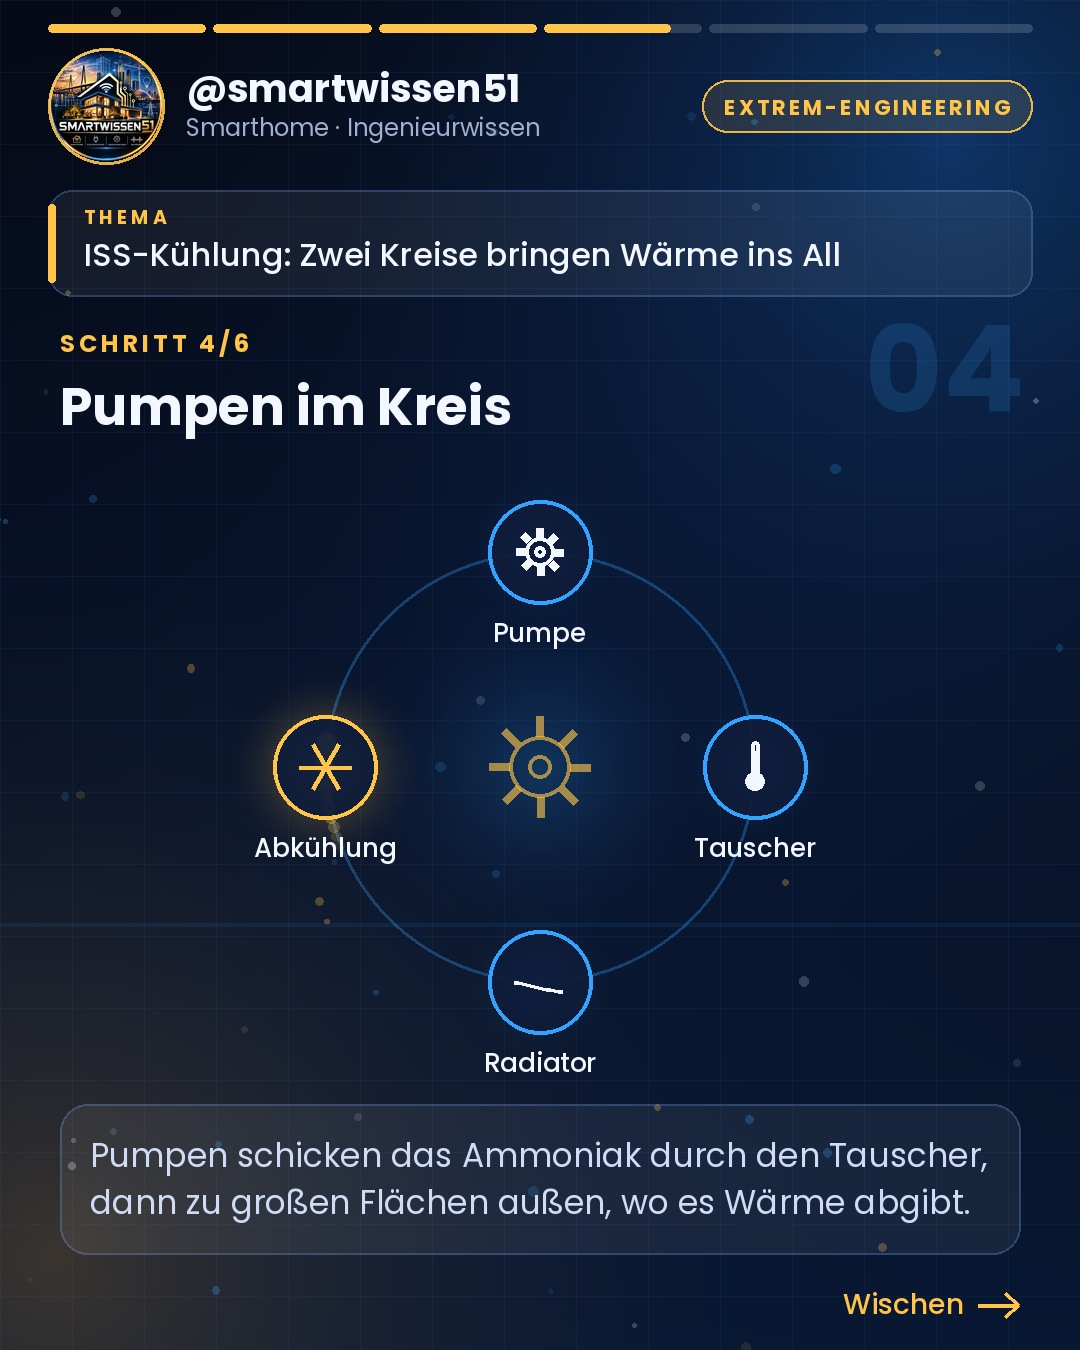 @smartwissen51
Smarthome · Ingenieurwissen
EXTREM-ENGINEERING
SMARTWISSEN51
THEMA
ISS-Kühlung: Zwei Kreise bringen Wärme ins All
SCHRITT 4/6
04
Pumpen im Kreis
Pumpe
Abkühlung
Tauscher
Radiator
Pumpen schicken das Ammoniak durch den Tauscher,
dann zu großen Flächen außen, wo es Wärme abgibt.
Wischen